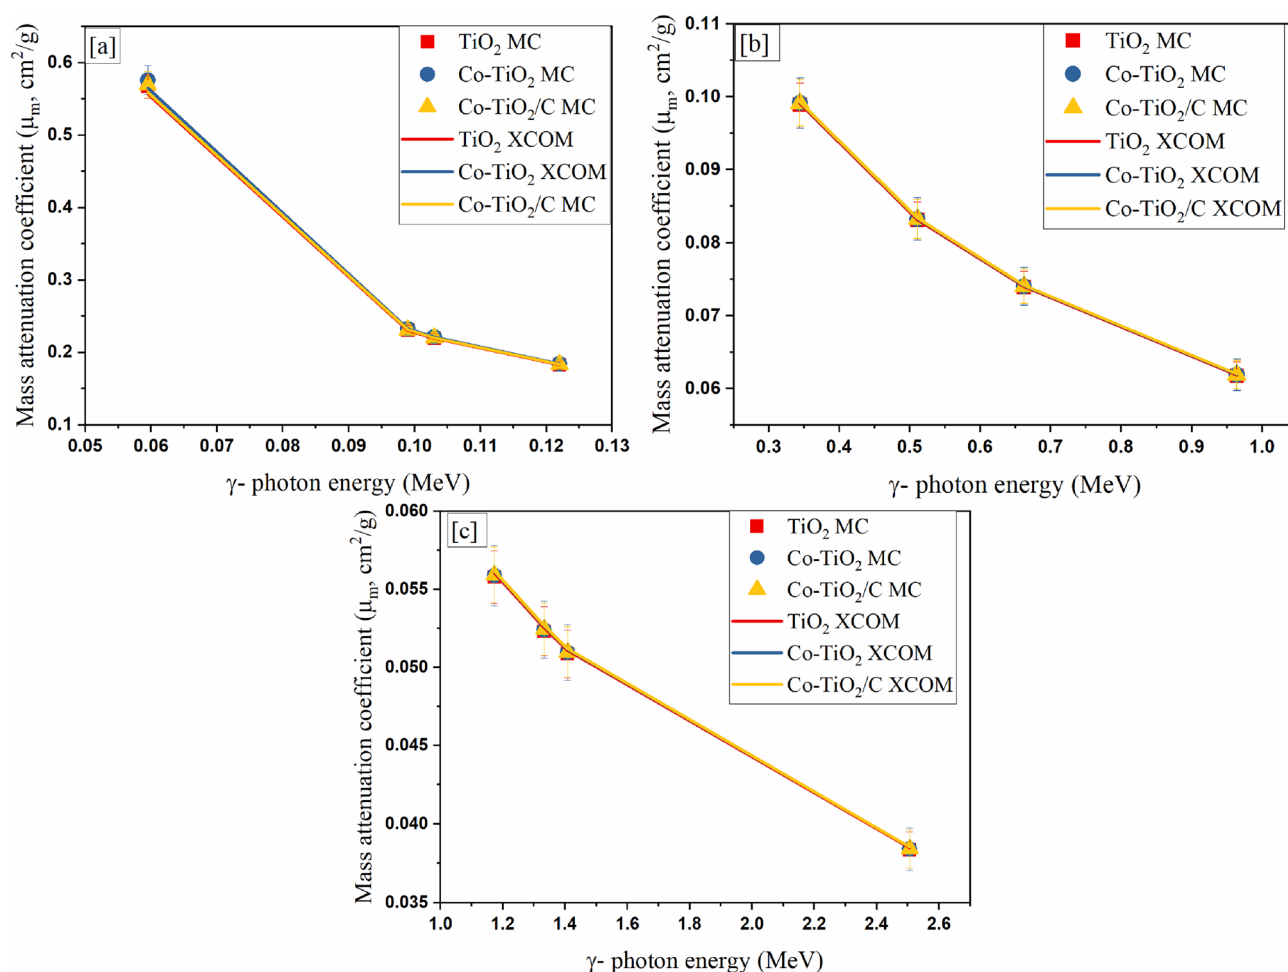 [a]
TiO₂ MC
Co-TiO₂ MC
Co-TiO₂/C MC
TiO₂ XCOM
Co-TiO₂ XCOM
Co-TiO₂/C MC
Mass attenuation coefficient (μₘ, cm²/g)
0.6
0.5
0.4
0.3
0.2
0.1
0.05 0.06 0.07 0.08 0.09 0.10 0.11 0.12 0.13
γ- photon energy (MeV)
[b]
TiO₂ MC
Co-TiO₂ MC
Co-TiO₂/C MC
TiO₂ XCOM
Co-TiO₂ XCOM
Co-TiO₂/C XCOM
Mass attenuation coefficient (μₘ, cm²/g)
0.11
0.10
0.09
0.08
0.07
0.06
0.3 0.4 0.5 0.6 0.7 0.8 0.9 1.0
γ- photon energy (MeV)
[c]
TiO₂ MC
Co-TiO₂ MC
Co-TiO₂/C MC
TiO₂ XCOM
Co-TiO₂ XCOM
Co-TiO₂/C XCOM
Mass attenuation coefficient (μₘ, cm²/g)
0.060
0.055
0.050
0.045
0.040
0.035
1.0 1.2 1.4 1.6 1.8 2.0 2.2 2.4 2.6
γ- photon energy (MeV)